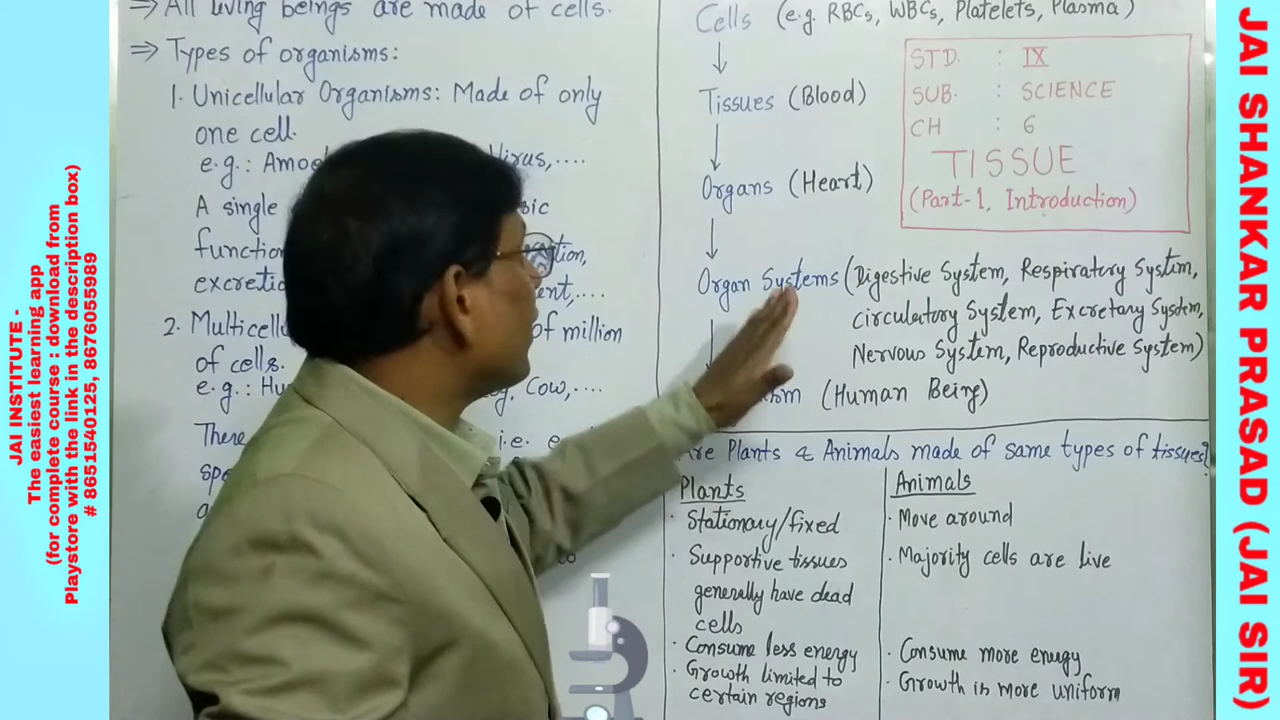 JAI INSTITUTE -
The easiest learning app
(for complete course : download from
Playstore with the link in the description box)
# 8651540125, 8676055989
⇒ All living beings are made of cells.
⇒ Types of organisms:
1. Unicellular Organisms: Made of only
one cell.
e.g.: Amoe Virus,....
A single sic
function tion,
excretio ent,....
2. Multicell of million
of cells.
e.g.: Hu Cow,....
There i.e.
spe
to
Cells (e.g. RBCs, WBCs, Platelets, Plasma)
↓
Tissues (Blood)
↓
Organs (Heart)
↓
Organ Systems (Digestive System, Respiratory System,
Circulatory System, Excretary System,
Nervous System, Reproductive System)
ism (Human Being)
STD. : IX
SUB. : SCIENCE
CH : 6
TISSUE
(Part-1, Introduction)
Are Plants & Animals made of same types of tissues?
Plants
· Stationary/fixed
· Supportive tissues
generally have dead
cells
· Consume less energy
· Growth limited to
certain regions
Animals
· Move around
· Majority cells are live
· Consume more energy
· Growth is more uniform
JAI SHANKAR PRASAD (JAI SIR)